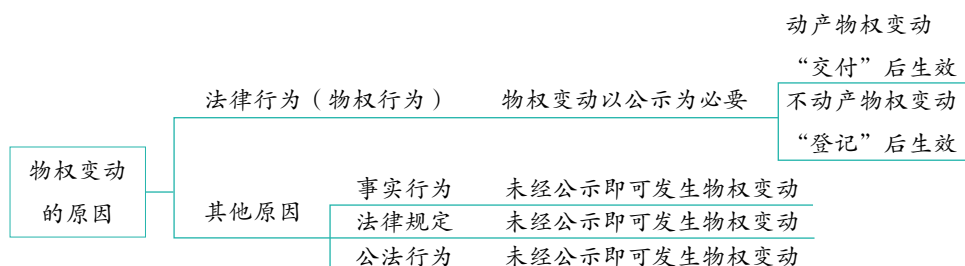 动产物权变动
“交付”后生效
法律行为（物权行为） 物权变动以公示为必要 不动产物权变动
“登记”后生效
物权变动
的原因
其他原因
事实行为 未经公示即可发生物权变动
法律规定 未经公示即可发生物权变动
公法行为 未经公示即可发生物权变动